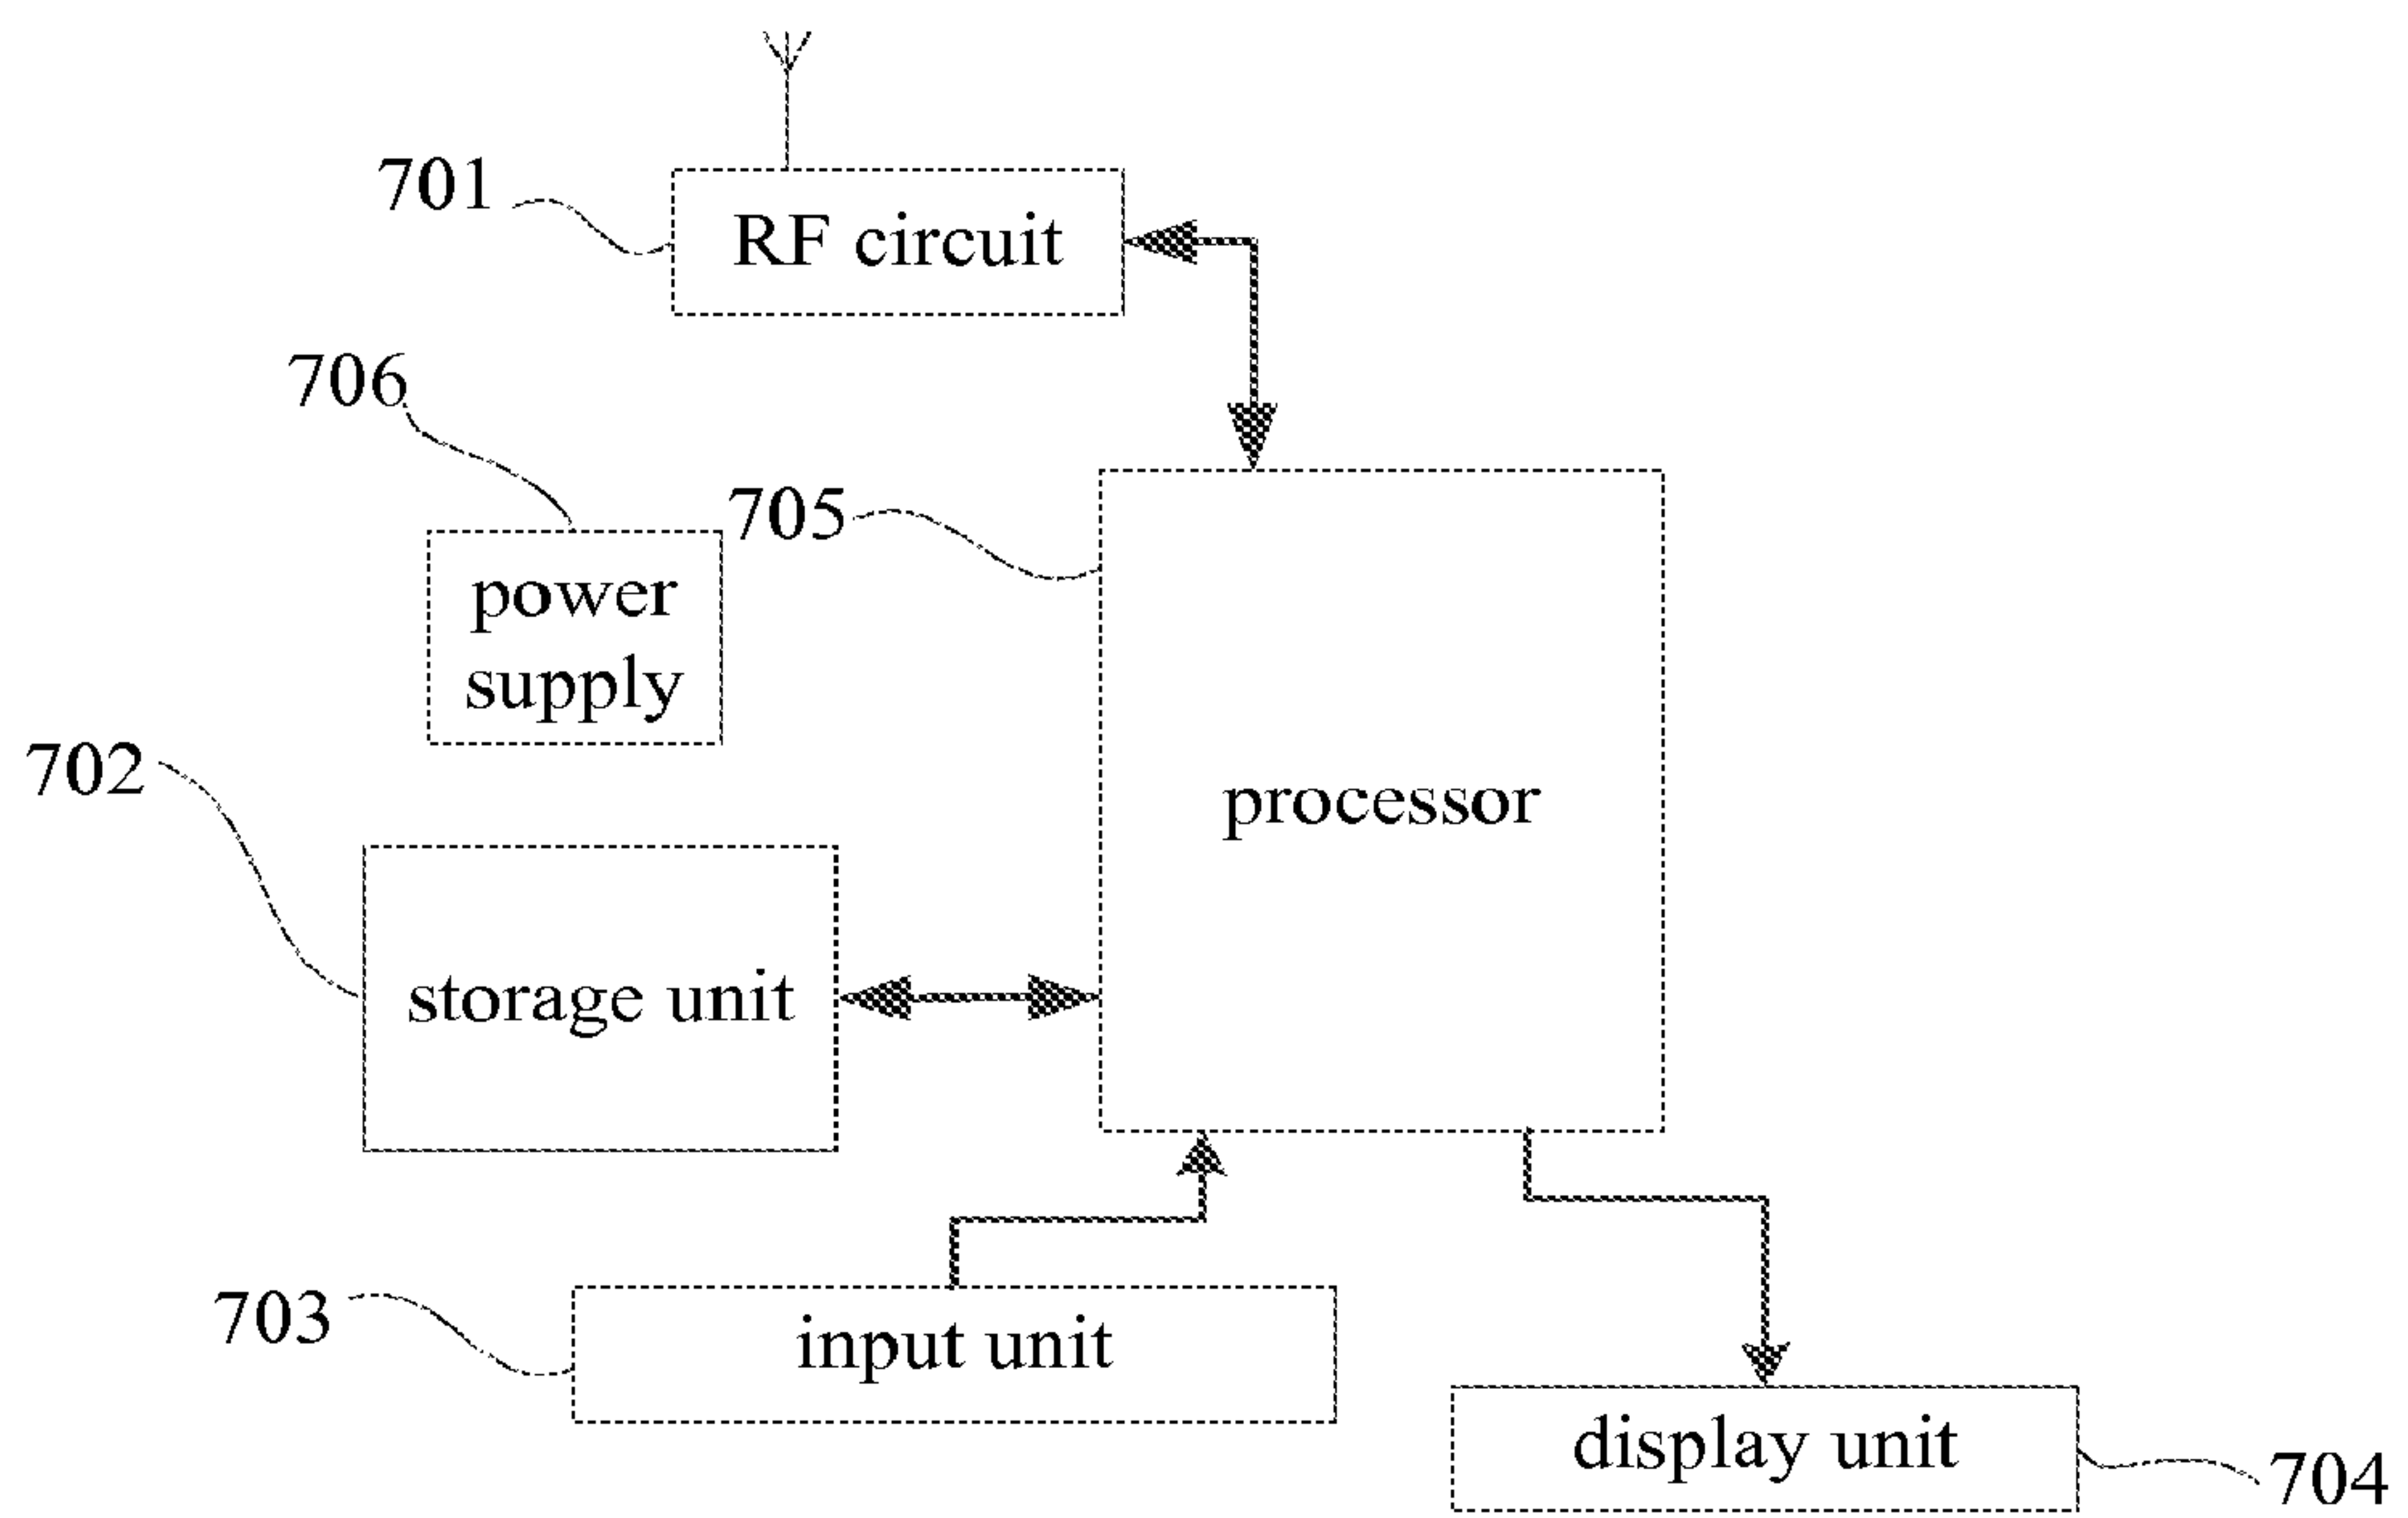 701
RF circuit
706
705
power
supply
702
processor
storage unit
703
input unit
display unit
704